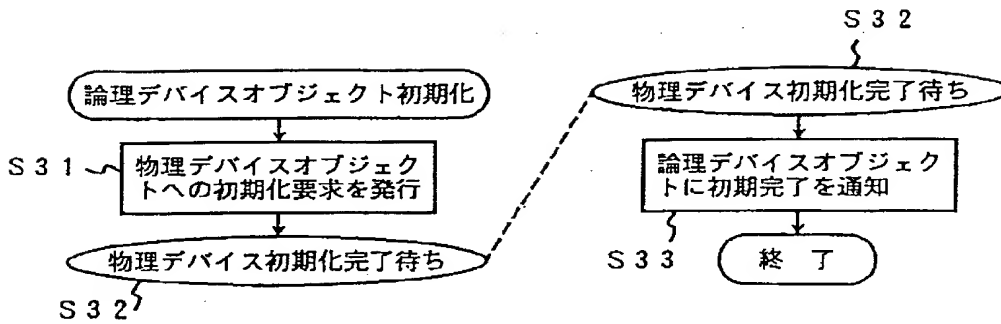 論理デバイスオブジェクト初期化
S31
物理デバイスオブジェク
トへの初期化要求を発行
物理デバイス初期化完了待ち
S32
S32
物理デバイス初期化完了待ち
論理デバイスオブジェク
トに初期完了を通知
S33
終了